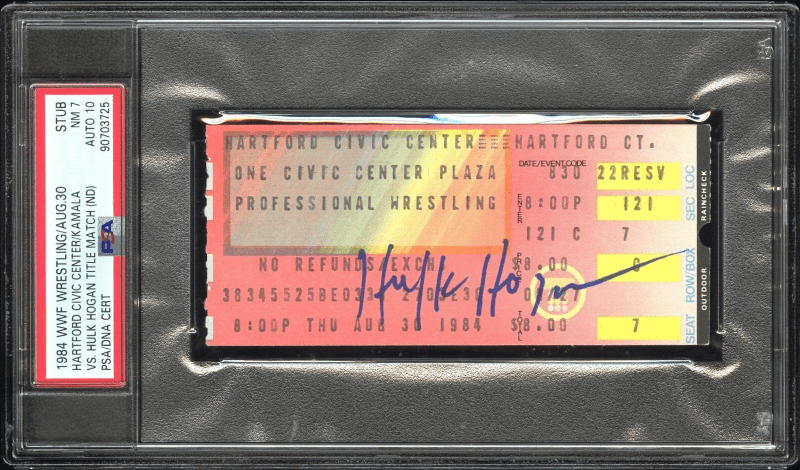 1984 WWF WRESTLING/AUG.30
HARTFORD CIVIC CENTER/KAMALA
VS. HULK HOGAN TITLE MATCH (ND)
PSA/DNA CERT
STUB
NM 7
AUTO 10
90703725
PSA
HARTFORD CIVIC CENTER HARTFORD CT.
ONE CIVIC CENTER PLAZA
PROFESSIONAL WRESTLING
NO REFUNDS/EXCH
8:00P THU AUG 30 1984
Hulk Hogan
DATE/EVENT CODE
830 22RESV
ENTER
8:00P 121
121 C 7
PRICE
$8.00 C
TOTAL
$8.00 7
SEC LOC
ROW/BOX
SEAT
RAINCHECK
OUTDOOR